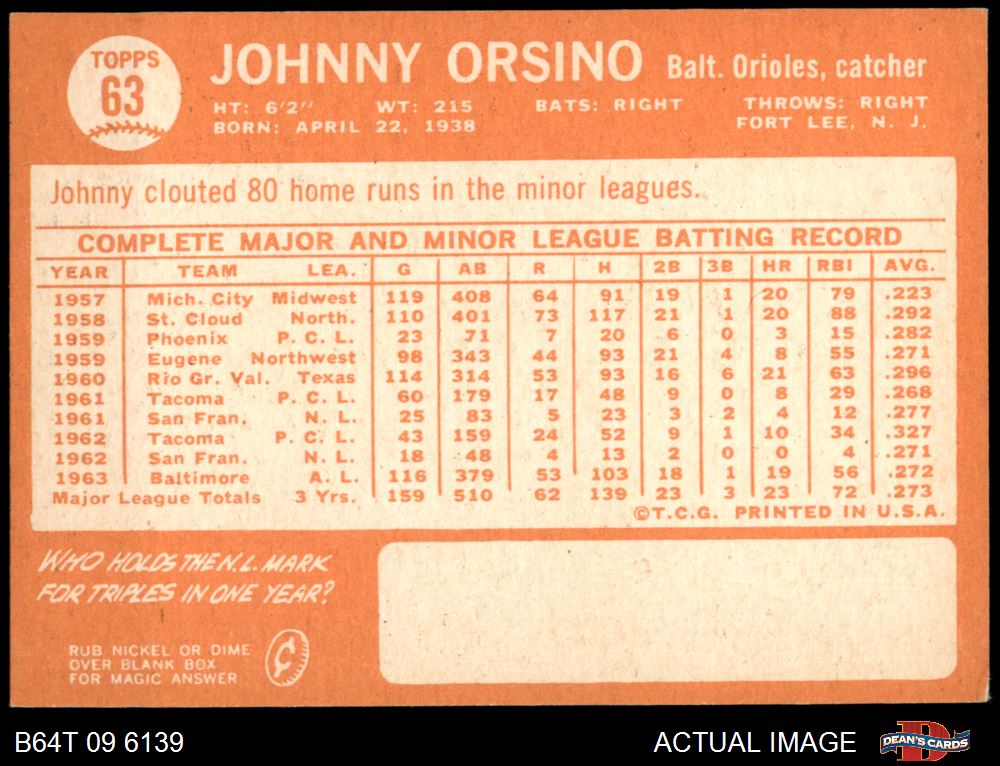 TOPPS
63
JOHNNY ORSINO Balt. Orioles, catcher
HT: 6'2" WT: 215 BATS: RIGHT THROWS: RIGHT
BORN: APRIL 22, 1938 FORT LEE, N. J.
Johnny clouted 80 home runs in the minor leagues.
COMPLETE MAJOR AND MINOR LEAGUE BATTING RECORD
YEAR TEAM LEA. G AB R H 2B 3B HR RBI AVG.
1957 Mich. City Midwest 119 408 64 91 19 1 20 79 .223
1958 St. Cloud North. 110 401 73 117 21 1 20 88 .292
1959 Phoenix P. C. L. 23 71 7 20 6 0 3 15 .282
1959 Eugene Northwest 98 343 44 93 21 4 8 55 .271
1960 Rio Gr. Val. Texas 114 314 53 93 16 6 21 63 .296
1961 Tacoma P. C. L. 60 179 17 48 9 0 8 29 .268
1961 San Fran. N. L. 25 83 5 23 3 2 4 12 .277
1962 Tacoma P. C. L. 43 159 24 52 9 1 10 34 .327
1962 San Fran. N. L. 18 48 4 13 2 0 0 4 .271
1963 Baltimore A. L. 116 379 53 103 18 1 19 56 .272
Major League Totals 3 Yrs. 159 510 62 139 23 3 23 72 .273
©T.C.G. PRINTED IN U.S.A.
WHO HOLDS THE N.L. MARK
FOR TRIPLES IN ONE YEAR?
RUB NICKEL OR DIME
OVER BLANK BOX
FOR MAGIC ANSWER
¢
B64T 09 6139 ACTUAL IMAGE D DEAN'S CARDS